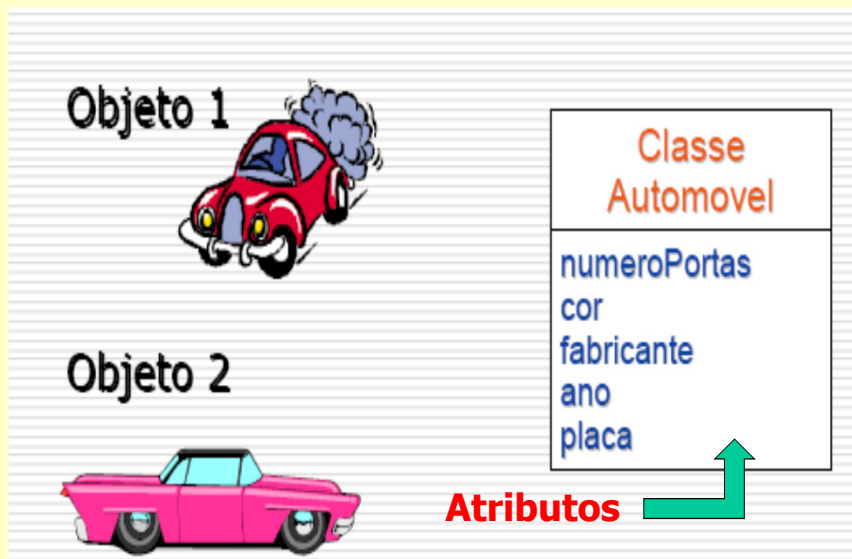 Objeto 1
Classe
Automovel
numeroPortas
cor
fabricante
ano
placa
Objeto 2
Atributos